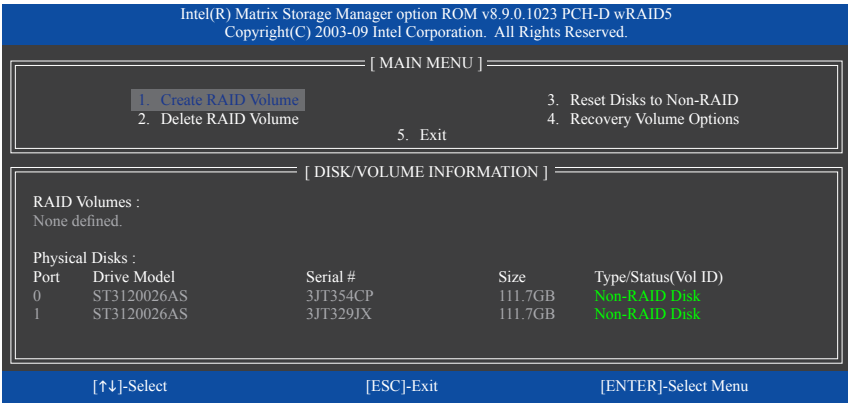 Intel(R) Matrix Storage Manager option ROM v8.9.0.1023 PCH-D wRAID5
Copyright(C) 2003-09 Intel Corporation. All Rights Reserved.
[ MAIN MENU ]
1. Create RAID Volume 3. Reset Disks to Non-RAID
2. Delete RAID Volume 4. Recovery Volume Options
5. Exit
[ DISK/VOLUME INFORMATION ]
RAID Volumes :
None defined.
Physical Disks :
Port Drive Model Serial # Size Type/Status(Vol ID)
0 ST3120026AS 3JT354CP 111.7GB Non-RAID Disk
1 ST3120026AS 3JT329JX 111.7GB Non-RAID Disk
[↑↓]-Select [ESC]-Exit [ENTER]-Select Menu